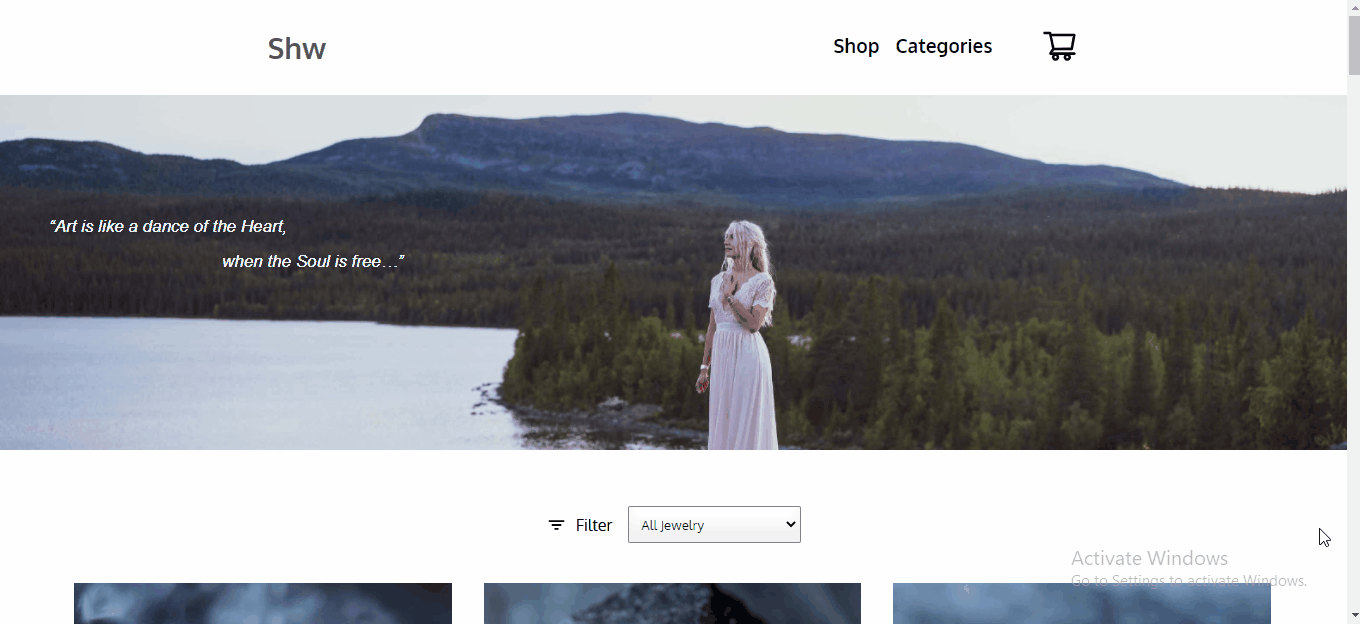 Shw
Shop Categories
“Art is like a dance of the Heart,
when the Soul is free…”
Filter All Jewelry
Activate Windows
Go to Settings to activate Windows.